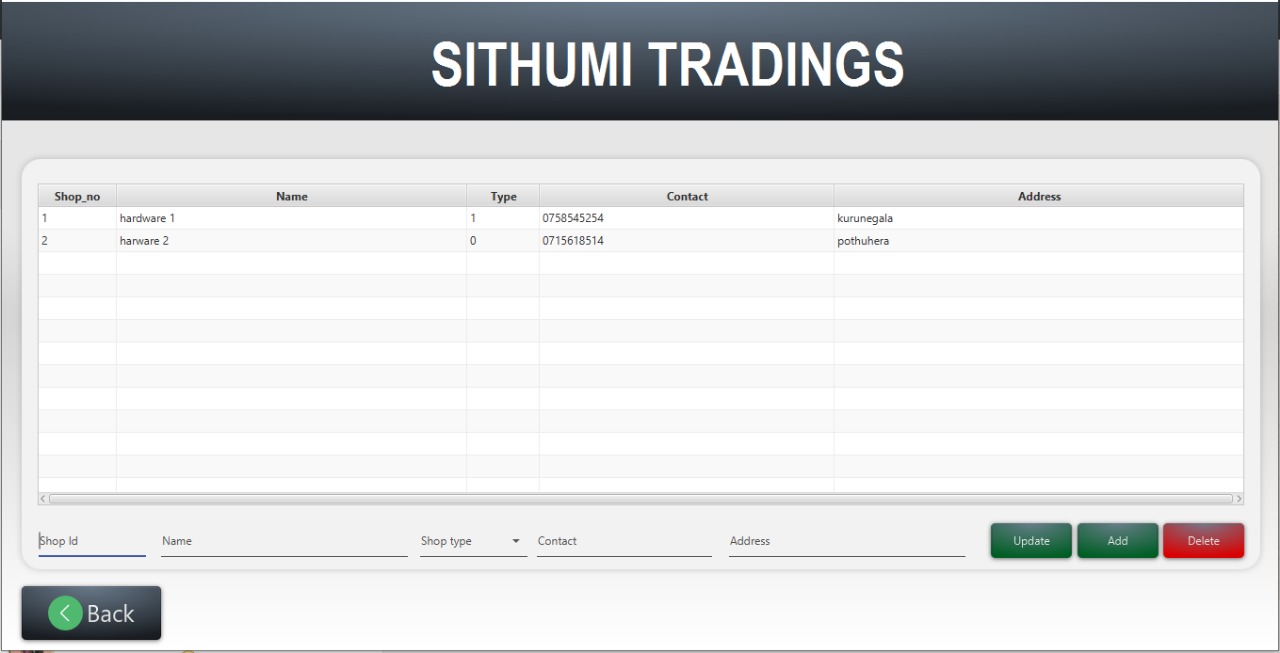 SITHUMI TRADINGS
Shop_no Name Type Contact Address
1 hardware 1 1 0758545254 kurunegala
2 harware 2 0 0715618514 pothuhera
Shop Id Name Shop type Contact Address Update Add Delete
Back